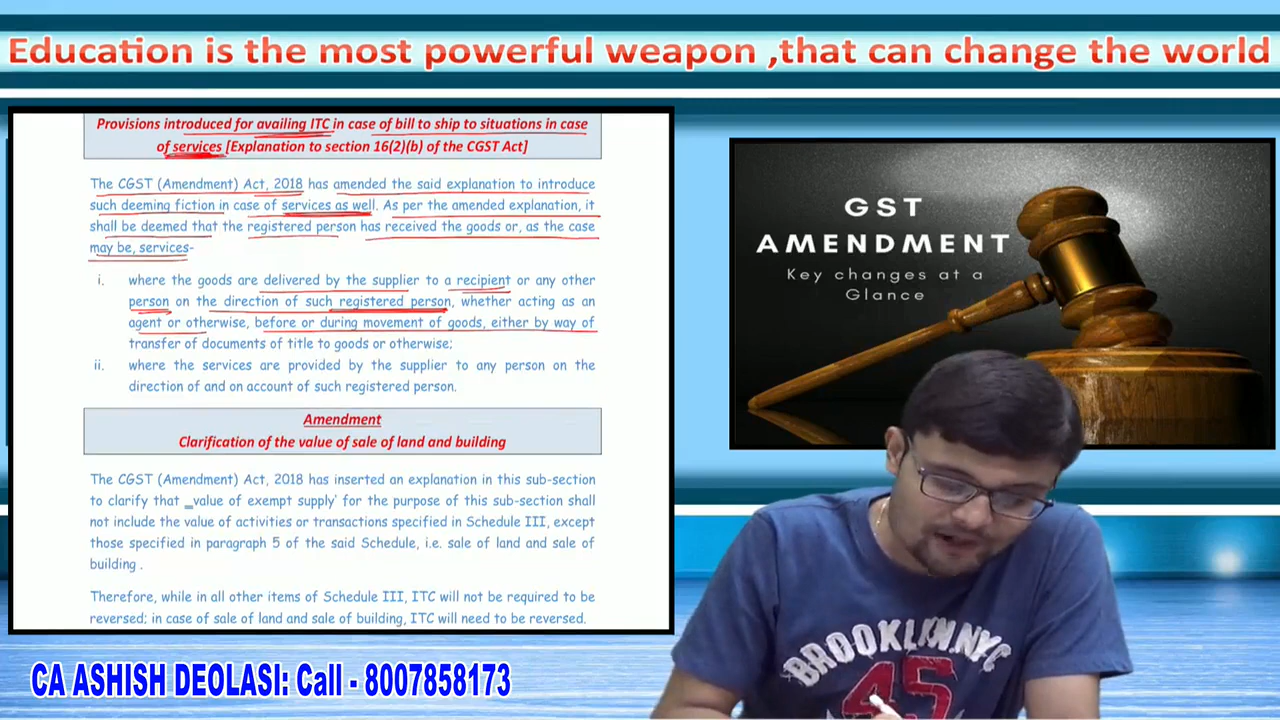 Education is the most powerful weapon ,that can change the world
Provisions introduced for availing ITC in case of bill to ship to situations in case
of services [Explanation to section 16(2)(b) of the CGST Act]
The CGST (Amendment) Act, 2018 has amended the said explanation to introduce
such deeming fiction in case of services as well. As per the amended explanation, it
shall be deemed that the registered person has received the goods or, as the case
may be, services-
i. where the goods are delivered by the supplier to a recipient or any other
person on the direction of such registered person, whether acting as an
agent or otherwise, before or during movement of goods, either by way of
transfer of documents of title to goods or otherwise;
ii. where the services are provided by the supplier to any person on the
direction of and on account of such registered person.
Amendment
Clarification of the value of sale of land and building
The CGST (Amendment) Act, 2018 has inserted an explanation in this sub-section
to clarify that _value of exempt supply' for the purpose of this sub-section shall
not include the value of activities or transactions specified in Schedule III, except
those specified in paragraph 5 of the said Schedule, i.e. sale of land and sale of
building .
Therefore, while in all other items of Schedule III, ITC will not be required to be
reversed; in case of sale of land and sale of building, ITC will need to be reversed.
GST
AMENDMENT
Key changes at a
Glance
BROOKLYN.NYC
45
CA ASHISH DEOLASI: Call - 8007858173